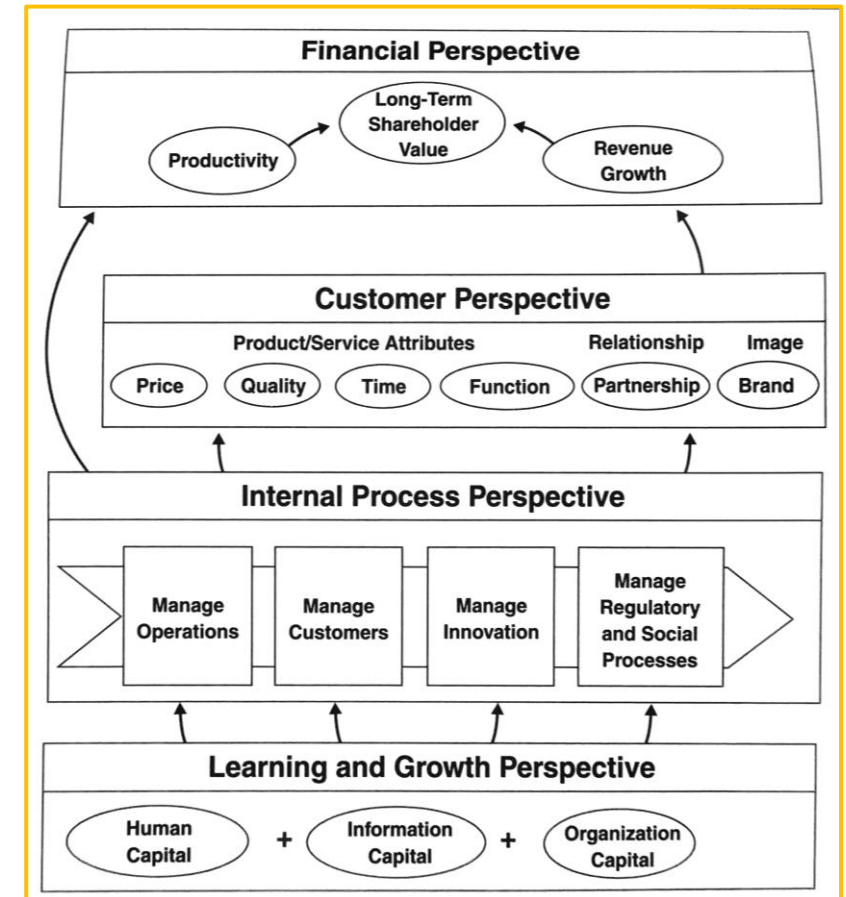 Financial Perspective
Long-Term
Shareholder
Value
Productivity
Revenue
Growth
Customer Perspective
Product/Service Attributes
Relationship
Image
Price
Quality
Time
Function
Partnership
Brand
Internal Process Perspective
Manage
Operations
Manage
Customers
Manage
Innovation
Manage
Regulatory
and Social
Processes
Learning and Growth Perspective
Human
Capital
+
Information
Capital
+
Organization
Capital